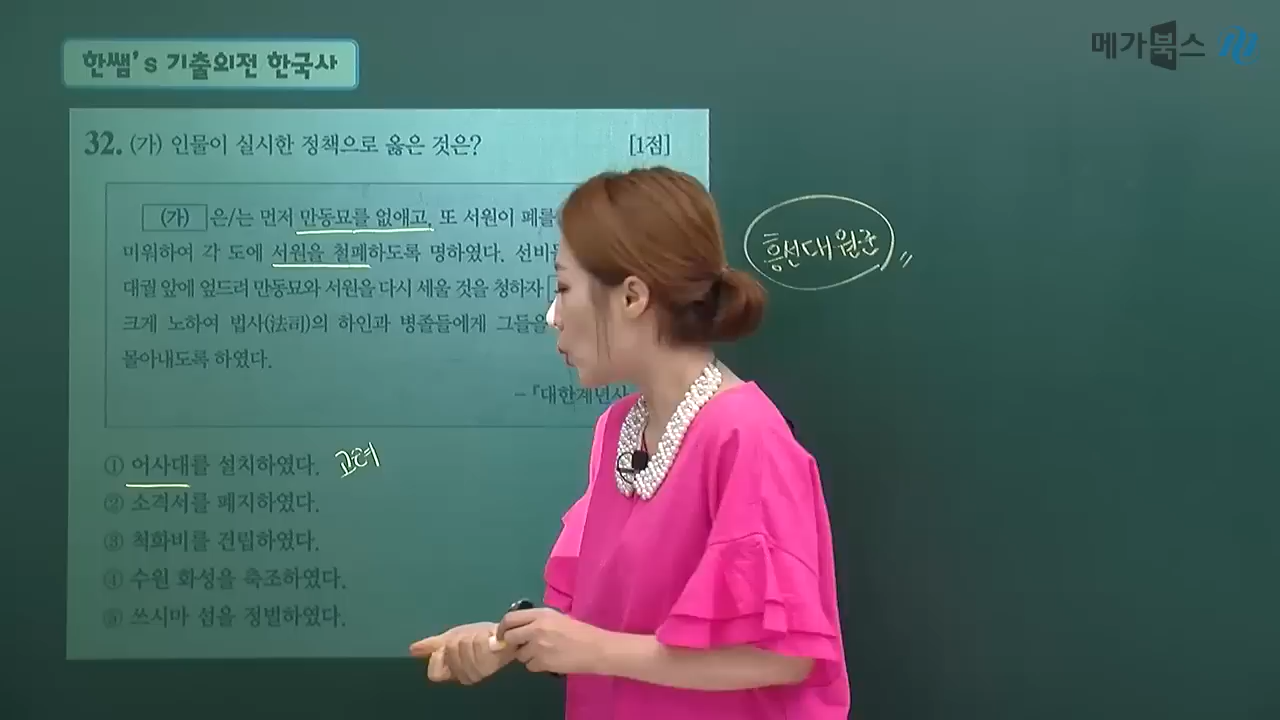 한쌤's 기출외전 한국사
메가북스
32. (가) 인물이 실시한 정책으로 옳은 것은? [1점]
(가) 은/는 먼저 만동묘를 없애고, 또 서원이 폐를
미워하여 각 도에 서원을 철폐하도록 명하였다. 선비
대궐 앞에 엎드려 만동묘와 서원을 다시 세울 것을 청하자
크게 노하여 법사(法司)의 하인과 병졸들에게 그들을
몰아내도록 하였다.
- 『대한계년사
흥선대원군
① 어사대를 설치하였다. 고려
② 소격서를 폐지하였다.
③ 척화비를 건립하였다.
④ 수원 화성을 축조하였다.
⑤ 쓰시마 섬을 정벌하였다.